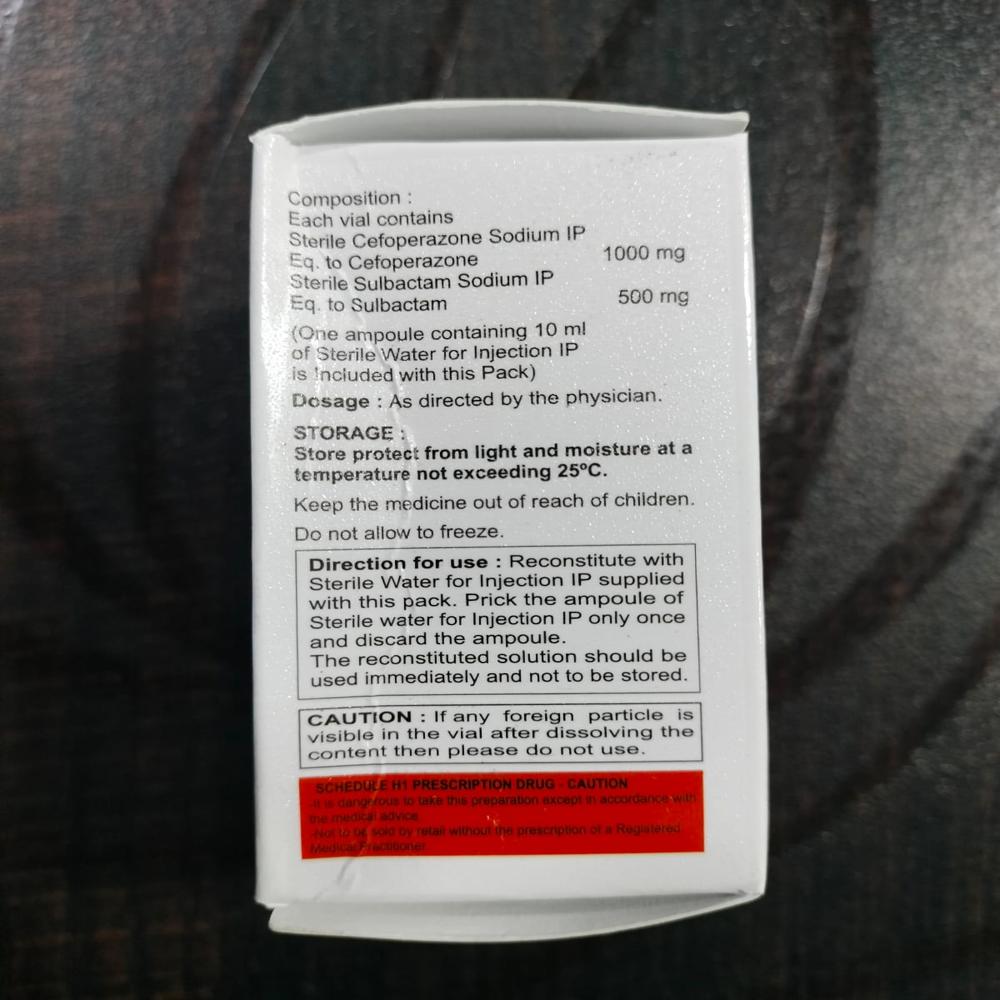 Composition :
Each vial contains
Sterile Cefoperazone Sodium IP
Eq. to Cefoperazone 1000 mg
Sterile Sulbactam Sodium IP
Eq. to Sulbactam 500 mg
(One ampoule containing 10 ml
of Sterile Water for Injection IP
is Included with this Pack)
Dosage : As directed by the physician.
STORAGE :
Store protect from light and moisture at a
temperature not exceeding 25°C.
Keep the medicine out of reach of children.
Do not allow to freeze.
Direction for use : Reconstitute with
Sterile Water for Injection IP supplied
with this pack. Prick the ampoule of
Sterile water for Injection IP only once
and discard the ampoule.
The reconstituted solution should be
used immediately and not to be stored.
CAUTION : If any foreign particle is
visible in the vial after dissolving the
content then please do not use.
SCHEDULE H1 PRESCRIPTION DRUG - CAUTION
-It is dangerous to take this preparation except in accordance with
the medical advice.
-Not to be sold by retail without the prescription of a Registered
Medical Practitioner.